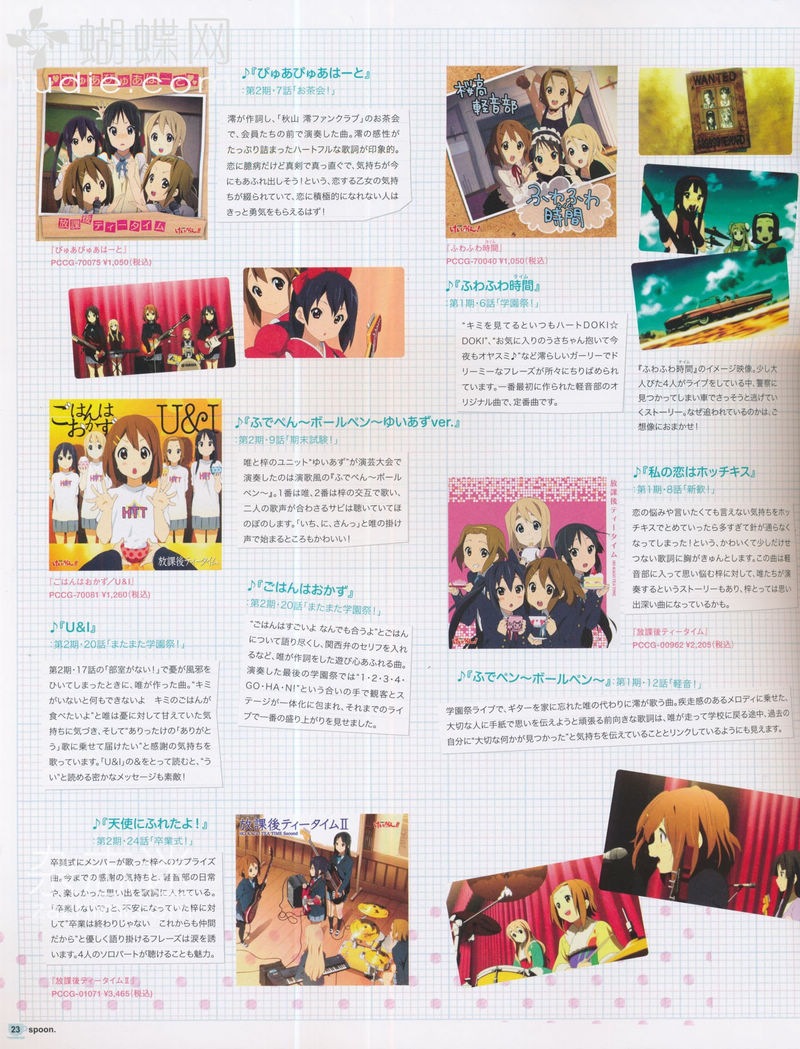 蝴蝶网
udie.com
ぴゅあぴゅあはーと
放課後ティータイム
けいおん!!
『ぴゅあぴゅあはーと』
PCCG-70075 ¥1,050(税込)
♪『ぴゅあぴゅあはーと』
:第2期・7話「お茶会!」
澪が作詞し、「秋山 澪ファンクラブ」のお茶会
で、会員たちの前で演奏した曲。澪の感性が
たっぷり詰まったハートフルな歌詞が印象的。
恋に臆病だけど真剣で真っ直ぐで、気持ちが今
にもあふれ出しそう!という、恋する乙女の気持
ちが綴られていて、恋に積極的になれない人は
きっと勇気をもらえるはず!
桜高
軽音部
ふわふわ
時間
けいおん!
『ふわふわ時間』
タイム
PCCG-70040 ¥1,050(税込)
♪『ふわふわ時間』
タイム
:第1期・6話「学園祭!」
“キミを見てるといつもハートDOKI☆
DOKI”、“お気に入りのうさちゃん抱いて今
夜もオヤスミ♪”など澪らしいガーリーでド
リーミーなフレーズが所々にちりばめられ
ています。一番最初に作られた軽音部のオ
リジナル曲で、定番曲です。
WANTED
『ふわふわ時間』のイメージ映像。少し大
タイム
人びた4人がライブをしている中、警察に
見つかってしまい車でさっそうと逃げてい
くストーリー。なぜ追われているのかは、ご
想像におまかせ!
ごはんは
おかず
U&I
HTT
HTT
放課後ティータイム
けいおん!!
『ごはんはおかず/U&I』
PCCG-70081 ¥1,260(税込)
♪『ふでぺん〜ボールペン〜ゆいあずver.』
:第2期・9話「期末試験!」
唯と梓のユニット“ゆいあず”が演芸大会で
演奏したのは演歌風の『ふでペン〜ボール
ペン〜』。1番は唯、2番は梓の交互で歌い、
二人の歌声が合わさるサビは聴いていてほ
のぼのします。「いち、に、さんっ」と唯の掛け
声で始まるところもかわいい!
♪『ごはんはおかず』
:第2期・20話「またまた学園祭!」
“ごはんはすごいよ なんでも合うよ”とごはん
について語り尽くし、関西弁のセリフを入れ
るなど、唯が作詞をした遊び心あふれる曲。
演奏した最後の学園祭では“1・2・3・4・
GO・HA・N!”という合いの手で観客とス
テージが一体化に包まれ、それまでのライ
ブで一番の盛り上がりを見せました。
♪『U&I』
:第2期・20話「またまた学園祭!」
第2期・17話の「部室がない!」で憂が風邪を
ひいてしまったときに、唯が作った曲。“キミ
がいないと何もできないよ　キミのごはんが
食べたいよ”と唯は憂に対して甘えていた気
持ちに気づき、そして“ありったけの「ありがと
う」歌に乗せて届けたい”と感謝の気持ちを
歌っています。「U&I」の&をとって読むと、“う
い”と読める密かなメッセージも素敵!
♪『私の恋はホッチキス』
:第1期・8話「新歓!」
恋の悩みや言いたくても言えない気持ちをホッ
チキスでとめていったら多すぎて針が通らなく
なってしまった!という、かわいくて少しだけせ
つない歌詞に胸がきゅんとします。この曲は軽
音部に入って思い悩む梓に対して、唯たちが演
奏するというストーリーもあり、梓とっては思い
出深い曲にもなっているかも。
放課後ティータイム
けいおん!
『放課後ティータイム』
PCCG-00962 ¥2,205(税込)
♪『ふでペン〜ボールペン〜』:第1期・12話「軽音!」
学園祭ライブで、ギターを家に忘れた唯の代わりに澪が歌う曲。疾走感のあるメロディに乗せた、
大切な人に手紙で思いを伝えようと頑張る前向きな歌詞は、唯が走って学校に戻る途中、過去の
自分に“大切な何かが見つかった”と気持ちを伝えていることとリンクしているようにも見えます。
♪『天使にふれたよ!』
:第2期・24話「卒業式!」
卒業式にメンバーが歌った梓へのサプライズ
曲。今までの感謝の気持ちと、軽音部の日常
や、楽しかった思い出を歌詞に入れている。
「卒業しないで」と、不安になっていた梓に対
して“卒業は終わりじゃない　これからも仲間
だから”と優しく語り掛けるフレーズは涙を誘
います。4人のソロパートが聴けることも魅力。
放課後ティータイムII
けいおん!!
『放課後ティータイムII』
PCCG-01071 ¥3,465(税込)
23 spoon.